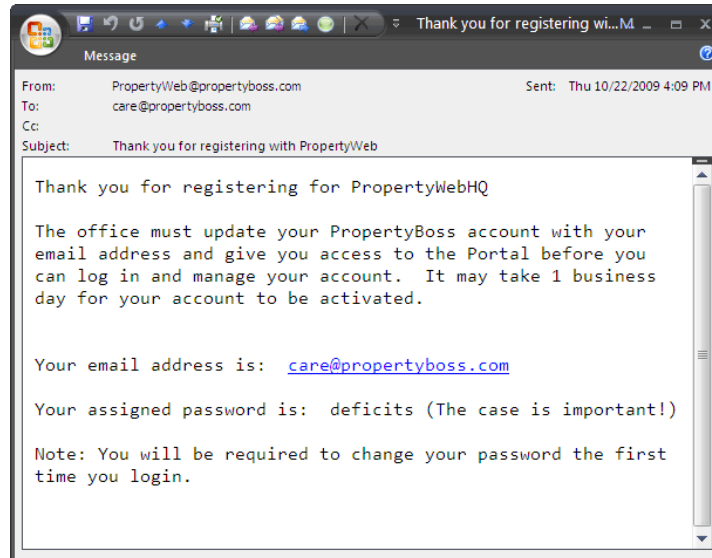 Thank you for registering wi...M
Message
From: PropertyWeb@propertyboss.com Sent: Thu 10/22/2009 4:09 PM
To: care@propertyboss.com
Cc:
Subject: Thank you for registering with PropertyWeb
Thank you for registering for PropertyWebHQ
The office must update your PropertyBoss account with your
email address and give you access to the Portal before you
can log in and manage your account. It may take 1 business
day for your account to be activated.
Your email address is: care@propertyboss.com
Your assigned password is: deficits (The case is important!)
Note: You will be required to change your password the first
time you login.